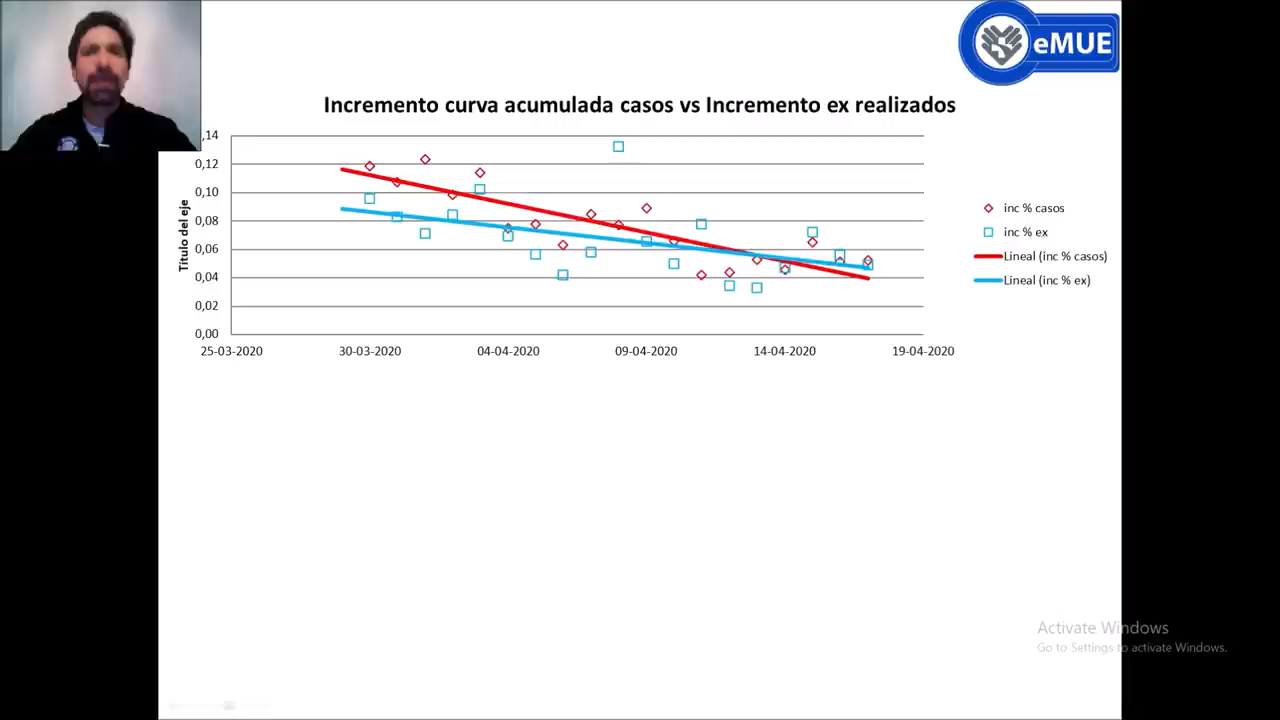 eMUE
Incremento curva acumulada casos vs Incremento ex realizados
,14
0,12
0,10
0,08
0,06
0,04
0,02
0,00
Título del eje
25-03-2020 30-03-2020 04-04-2020 09-04-2020 14-04-2020 19-04-2020
inc % casos
inc % ex
Lineal (inc % casos)
Lineal (inc % ex)
Activate Windows
Go to Settings to activate Windows.